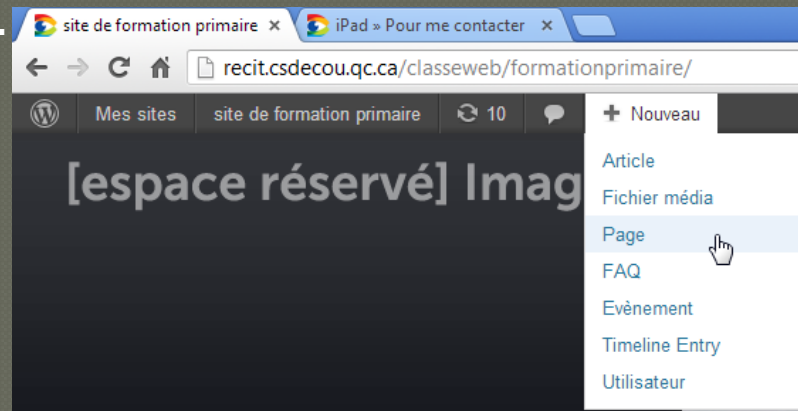 site de formation primaire × iPad » Pour me contacter ×
recit.csdecou.qc.ca/classeweb/formationprimaire/
Mes sites site de formation primaire 10 + Nouveau
[espace réservé] Imag
Article
Fichier média
Page
FAQ
Evènement
Timeline Entry
Utilisateur